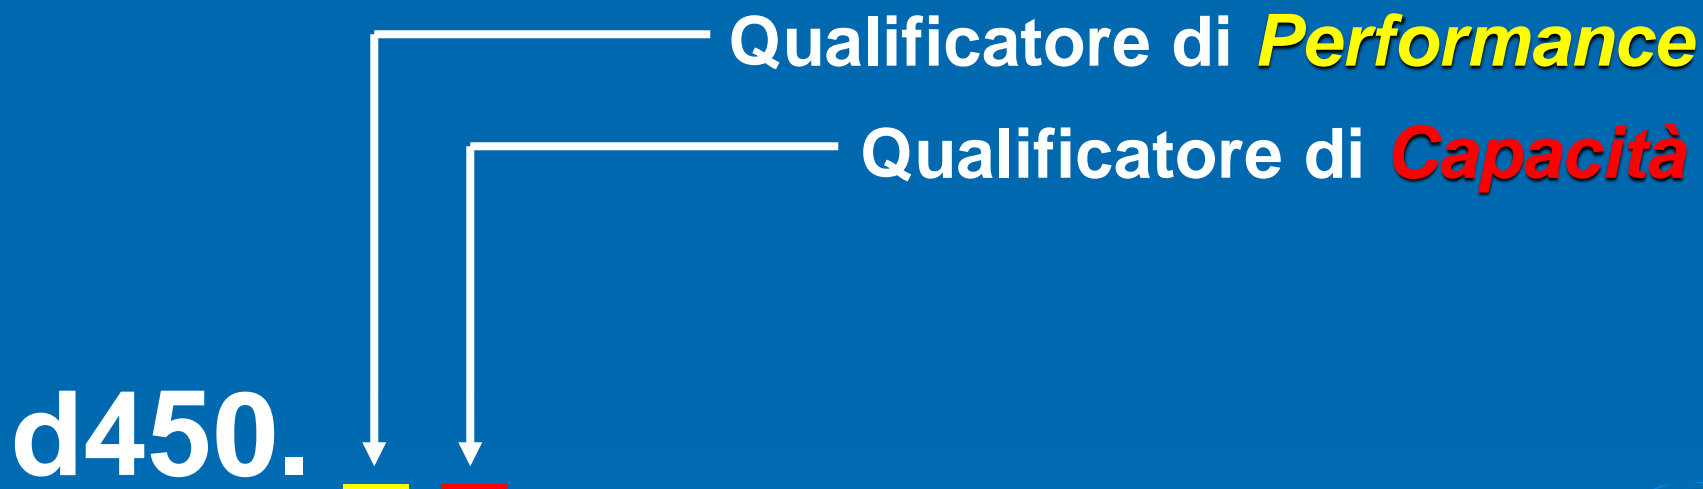 Qualificatore di Performance
Qualificatore di Capacità
d450.